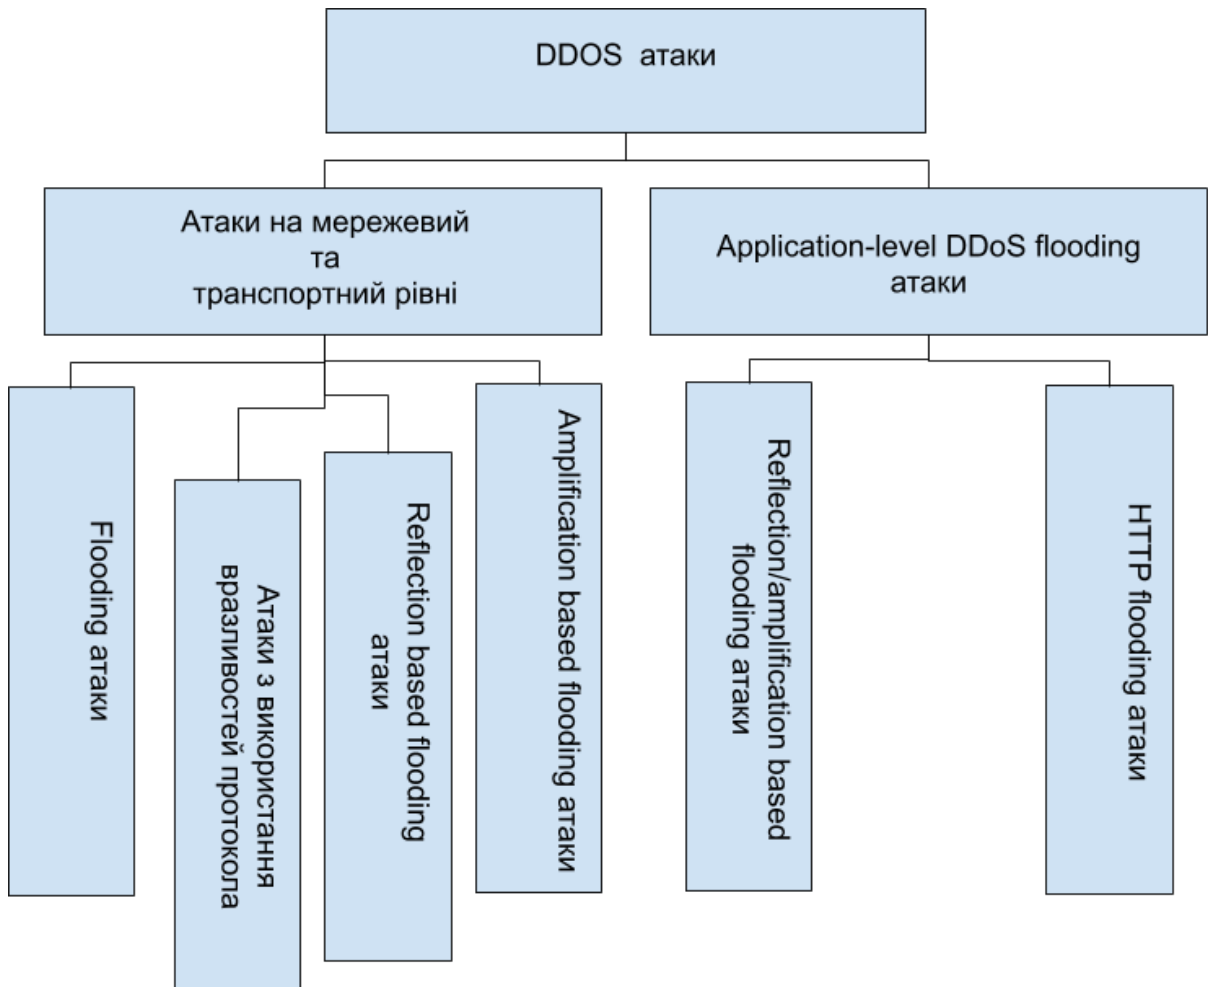 DDOS атаки
Атаки на мережевий
та
транспортний рівні
Application-level DDoS flooding
атаки
Flooding атаки
Атаки з використання
вразливостей протокола
Reflection based flooding
атаки
Amplification based flooding атаки
Reflection/amplification based
flooding атаки
HTTP flooding атаки